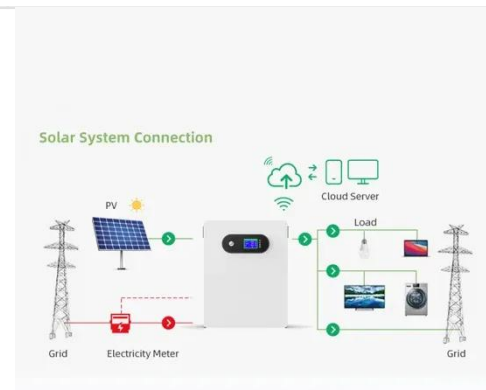 Solar System Connection
PV
Cloud Server
Load
Grid
Electricity Meter
Grid